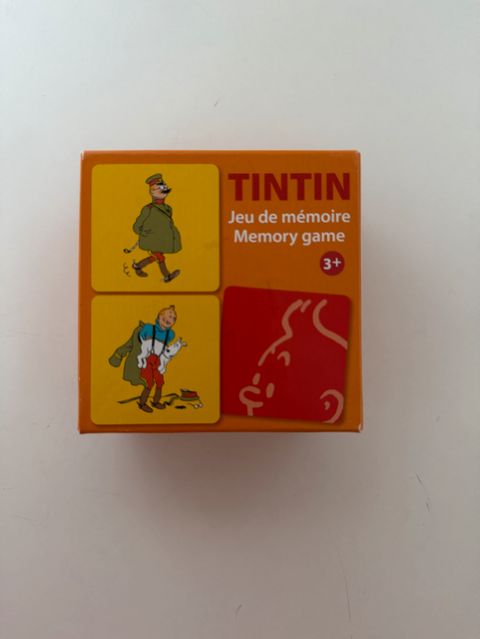 TINTIN
Jeu de mémoire
Memory game
3+